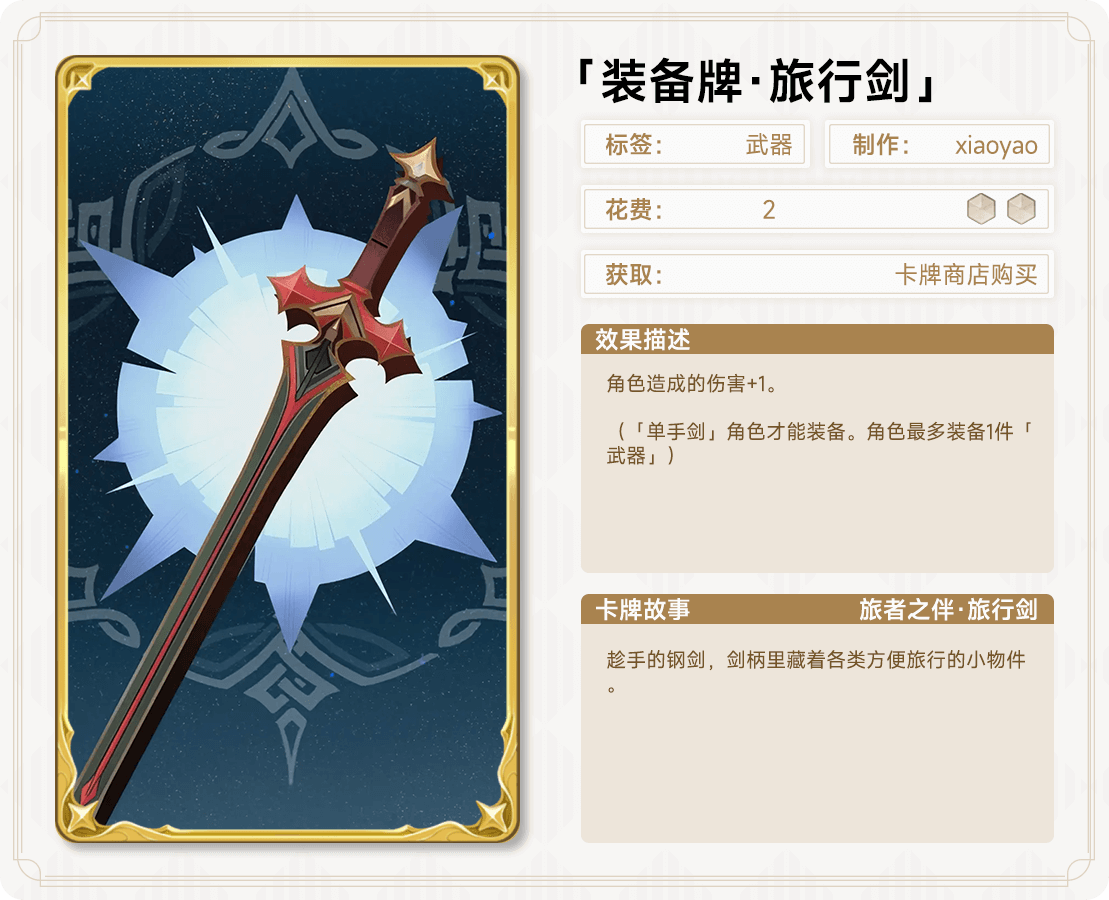 「装备牌·旅行剑」
标签： 武器
制作： xiaoyao
花费： 2
获取： 卡牌商店购买
效果描述
角色造成的伤害+1。
（「单手剑」角色才能装备。角色最多装备1件「
武器」）
卡牌故事 旅者之伴·旅行剑
趁手的钢剑，剑柄里藏着各类方便旅行的小物件
。